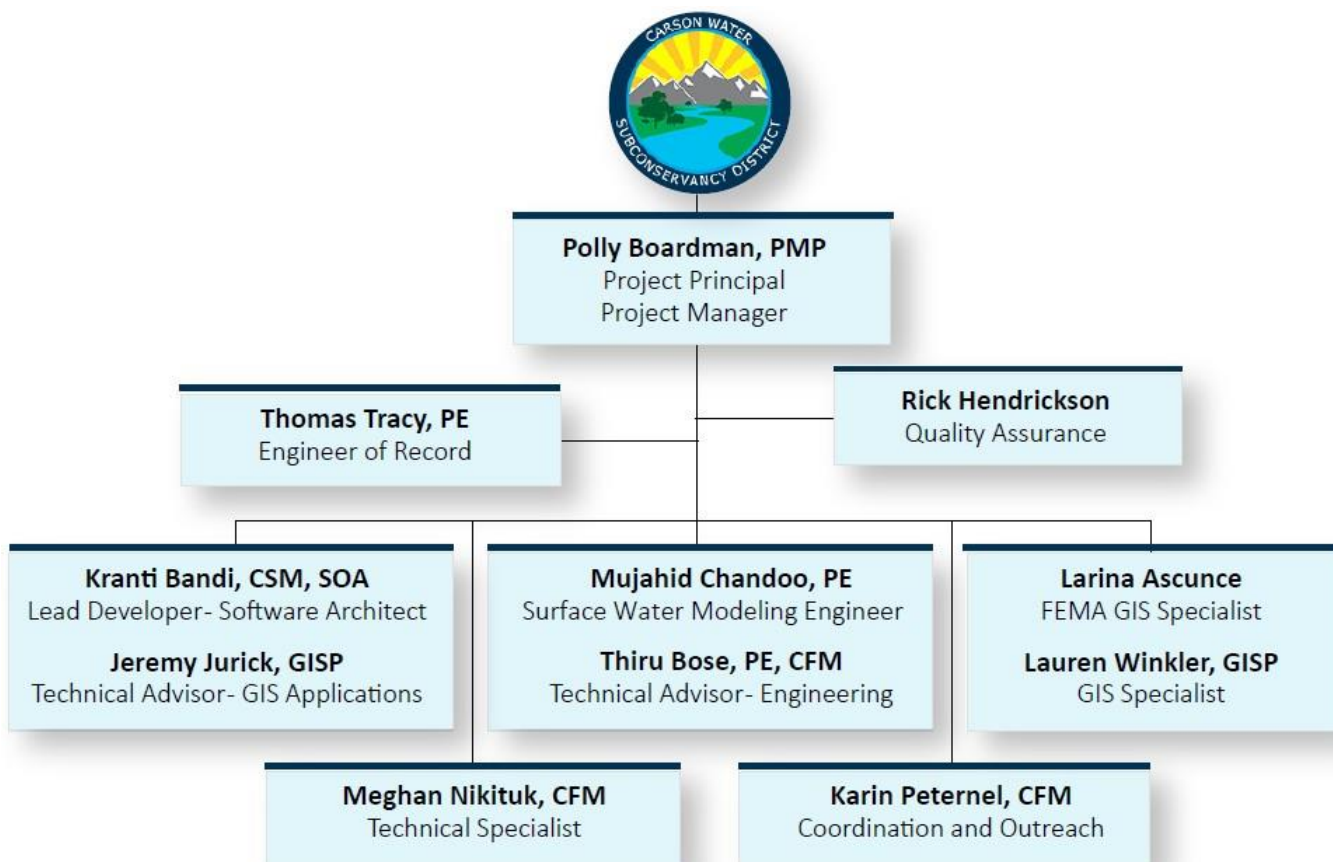 CARSON WATER
SUBCONSERVANCY DISTRICT
Polly Boardman, PMP
Project Principal
Project Manager
Thomas Tracy, PE
Engineer of Record
Rick Hendrickson
Quality Assurance
Kranti Bandi, CSM, SOA
Lead Developer- Software Architect
Jeremy Jurick, GISP
Technical Advisor- GIS Applications
Mujahid Chandoo, PE
Surface Water Modeling Engineer
Thiru Bose, PE, CFM
Technical Advisor- Engineering
Larina Ascunce
FEMA GIS Specialist
Lauren Winkler, GISP
GIS Specialist
Meghan Nikituk, CFM
Technical Specialist
Karin Peternel, CFM
Coordination and Outreach